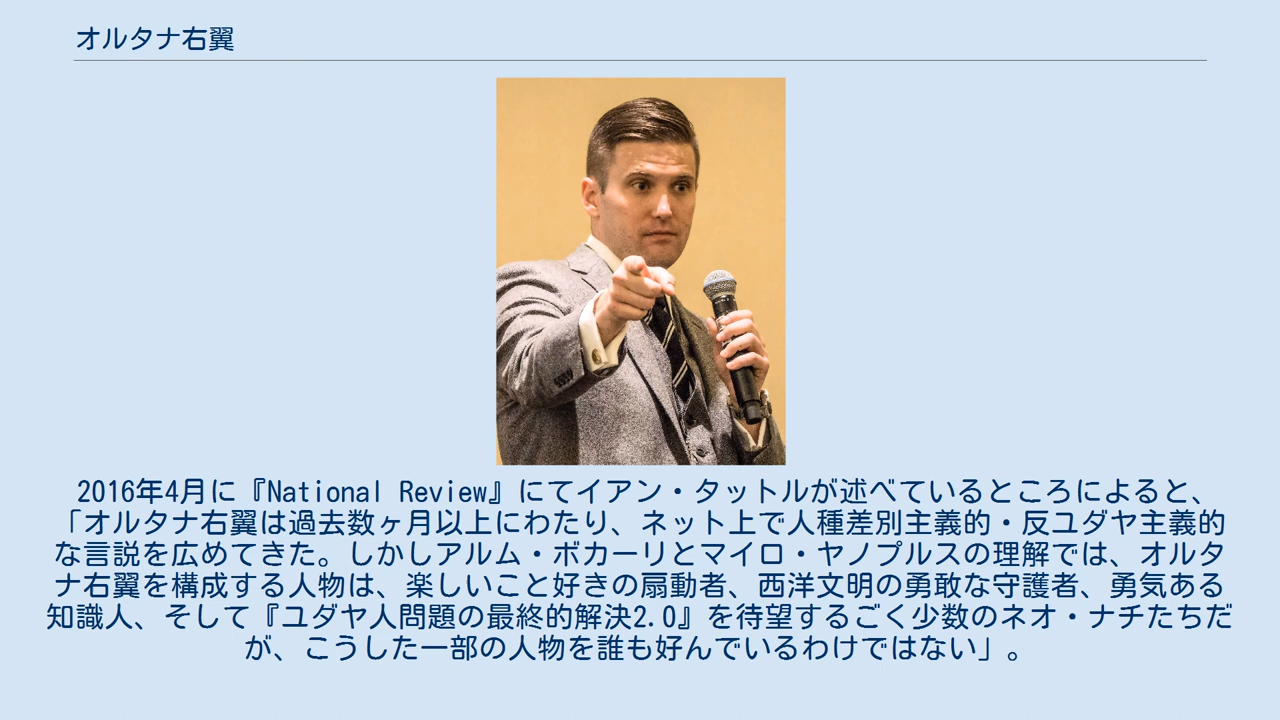 オルタナ右翼
2016年4月に『National Review』にてイアン・タットルが述べているところによると、
「オルタナ右翼は過去数ヶ月以上にわたり、ネット上で人種差別主義的・反ユダヤ主義的
な言説を広めてきた。しかしアルム・ボカーリとマイロ・ヤノプルスの理解では、オルタ
ナ右翼を構成する人物は、楽しいこと好きの扇動者、西洋文明の勇敢な守護者、勇気ある
知識人、そして『ユダヤ人問題の最終的解決2.0』を待望するごく少数のネオ・ナチたちだ
が、こうした一部の人物を誰も好んでいるわけではない」。